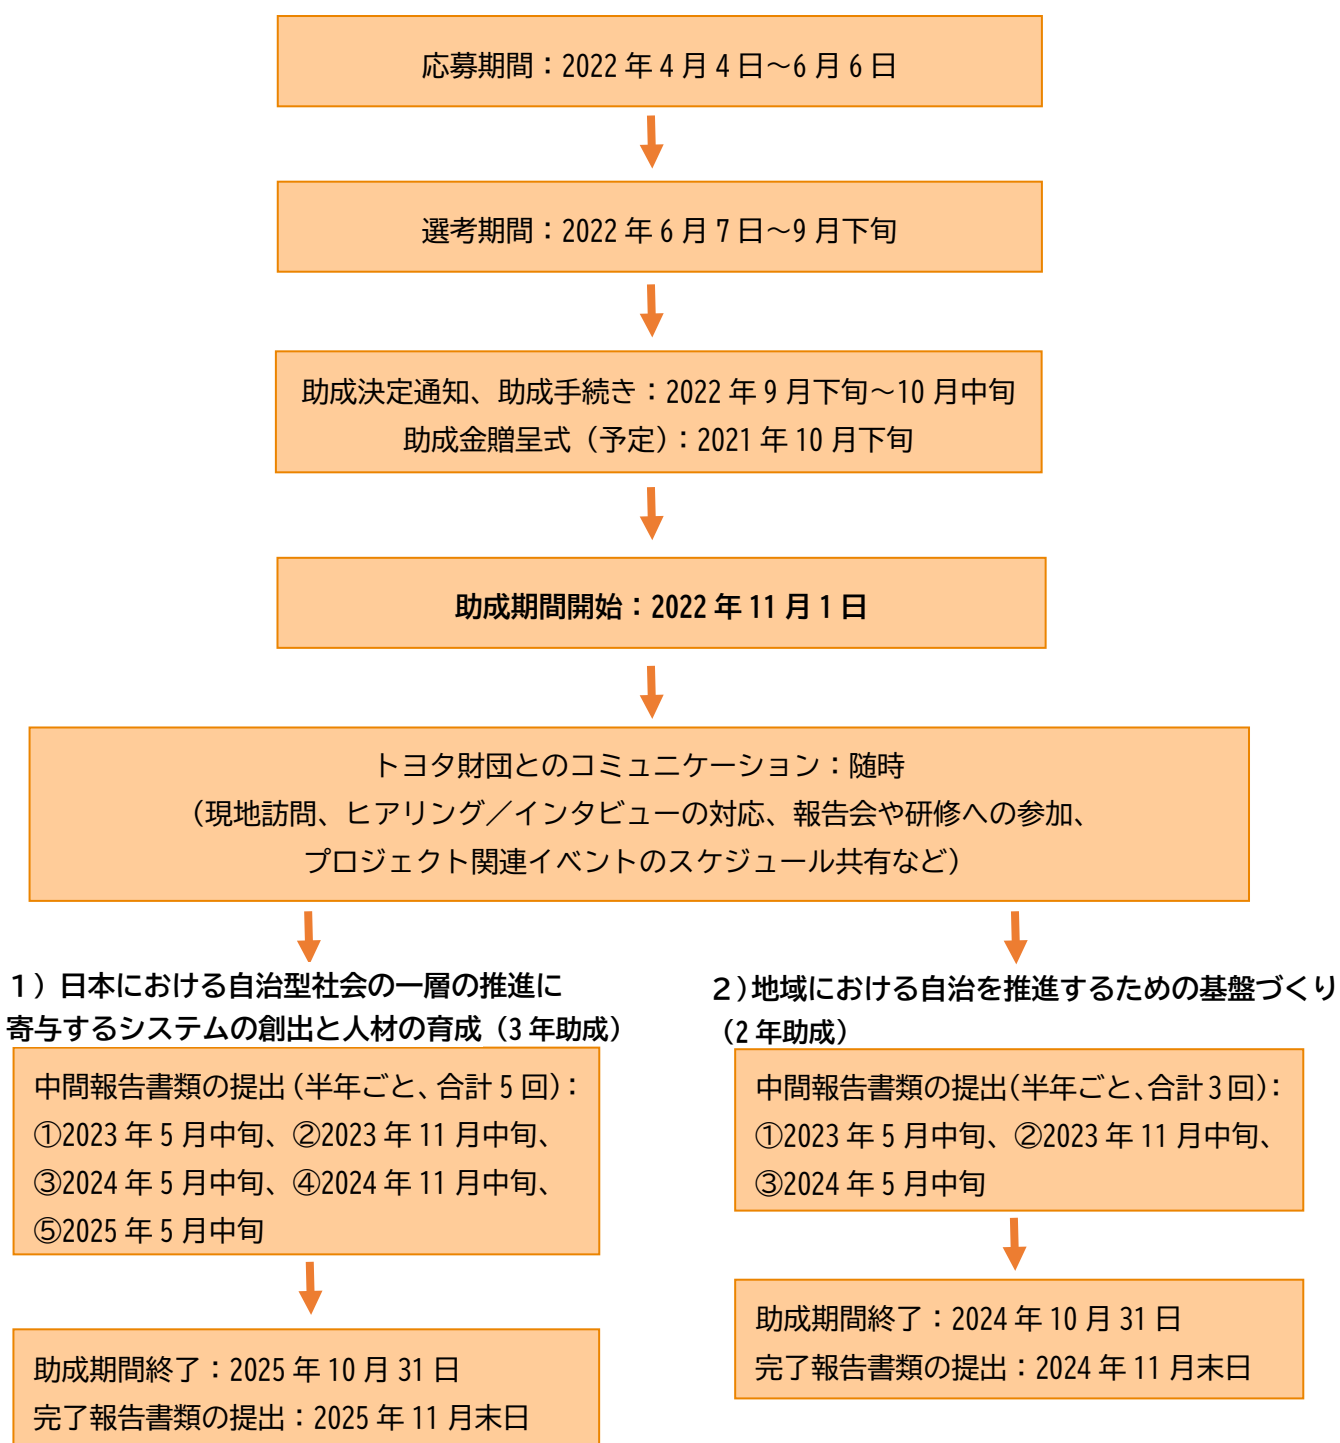 応募期間：2022 年 4 月 4 日～6 月 6 日
選考期間：2022 年 6 月 7 日～9 月下旬
助成決定通知、助成手続き：2022 年 9 月下旬～10 月中旬
助成金贈呈式（予定）：2021 年 10 月下旬
助成期間開始：2022 年 11 月 1 日
トヨタ財団とのコミュニケーション：随時
（現地訪問、ヒアリング／インタビューの対応、報告会や研修への参加、
プロジェクト関連イベントのスケジュール共有など）
１）日本における自治型社会の一層の推進に
寄与するシステムの創出と人材の育成（3 年助成）
中間報告書類の提出（半年ごと、合計 5 回）：
①2023 年 5 月中旬、②2023 年 11 月中旬、
③2024 年 5 月中旬、④2024 年 11 月中旬、
⑤2025 年 5 月中旬
助成期間終了：2025 年 10 月 31 日
完了報告書類の提出：2025 年 11 月末日
２）地域における自治を推進するための基盤づくり
（2 年助成）
中間報告書類の提出（半年ごと、合計 3 回）：
①2023 年 5 月中旬、②2023 年 11 月中旬、
③2024 年 5 月中旬
助成期間終了：2024 年 10 月 31 日
完了報告書類の提出：2024 年 11 月末日